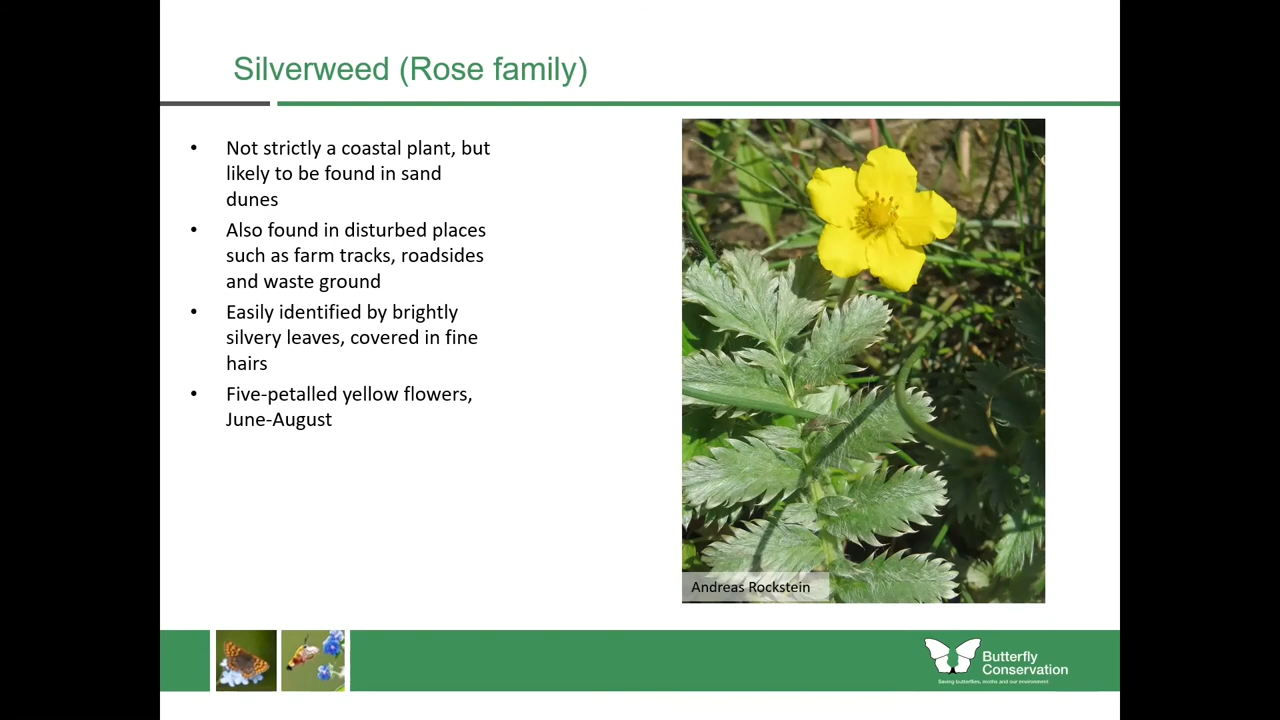 Silverweed (Rose family)
• Not strictly a coastal plant, but
likely to be found in sand
dunes
• Also found in disturbed places
such as farm tracks, roadsides
and waste ground
• Easily identified by brightly
silvery leaves, covered in fine
hairs
• Five-petalled yellow flowers,
June-August
Andreas Rockstein
Butterfly
Conservation
Saving butterflies, moths and our environment